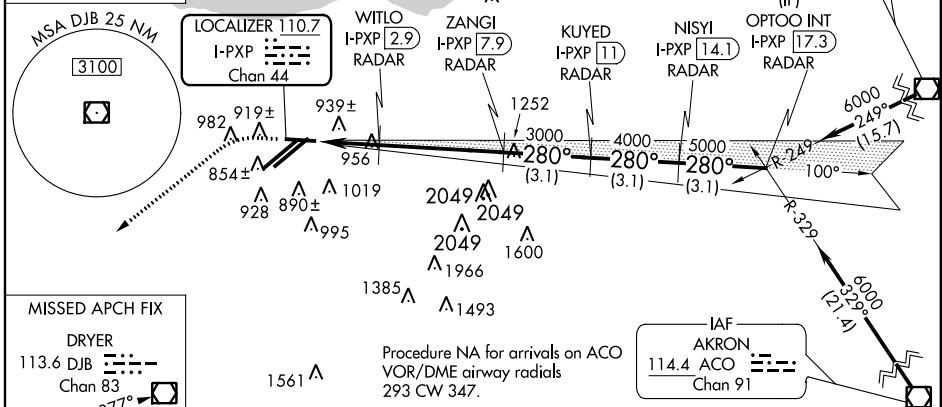 (IF)
OPTOO INT
I-PXP 17.3
RADAR
NISYI
I-PXP 14.1
RADAR
KUYED
I-PXP 11
RADAR
ZANGI
I-PXP 7.9
RADAR
WITLO
I-PXP 2.9
RADAR
LOCALIZER 110.7
I-PXP
Chan 44
MSA DJB 25 NM
3100
982
919±
939±
956
854±
928
890±
1019
995
1252
3000
4000
5000
280°
280°
280°
(3.1)
(3.1)
(3.1)
6000
249°
(15.7)
R-249
100°
R-329
6000
329°
(21.4)
2049
2049
2049
1600
1966
1385
1493
1561
MISSED APCH FIX
DRYER
113.6 DJB
Chan 83
077°
Procedure NA for arrivals on ACO
VOR/DME airway radials
293 CW 347.
IAF
AKRON
114.4 ACO
Chan 91